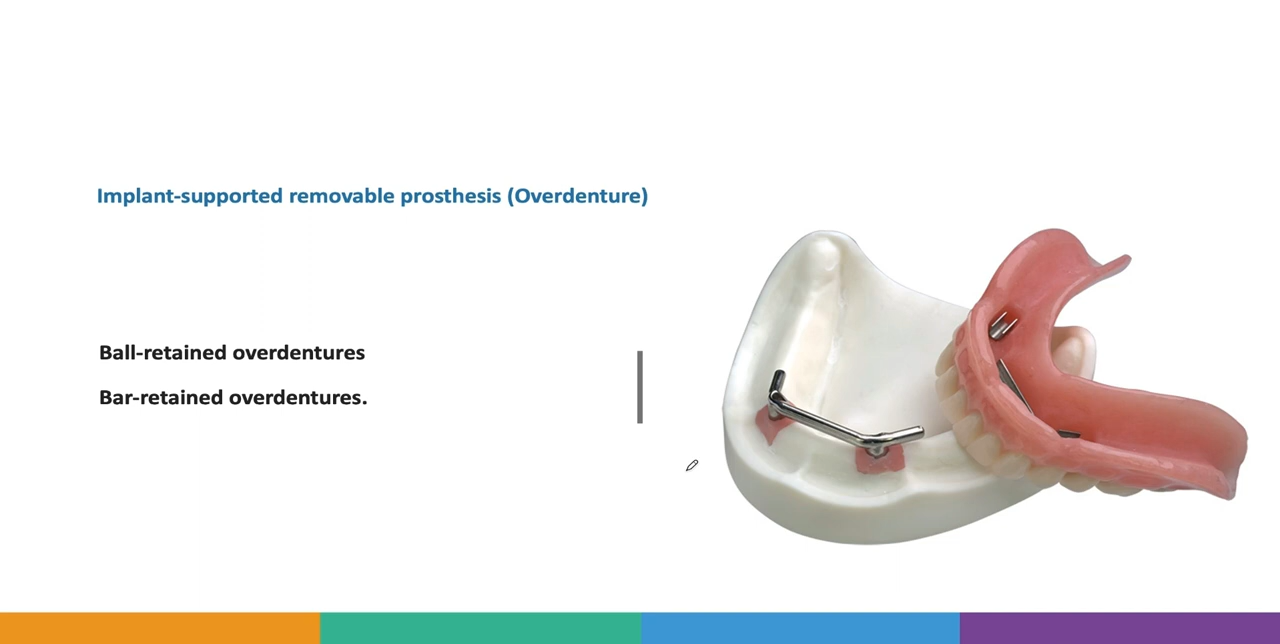 Implant-supported removable prosthesis (Overdenture)
Ball-retained overdentures
Bar-retained overdentures.